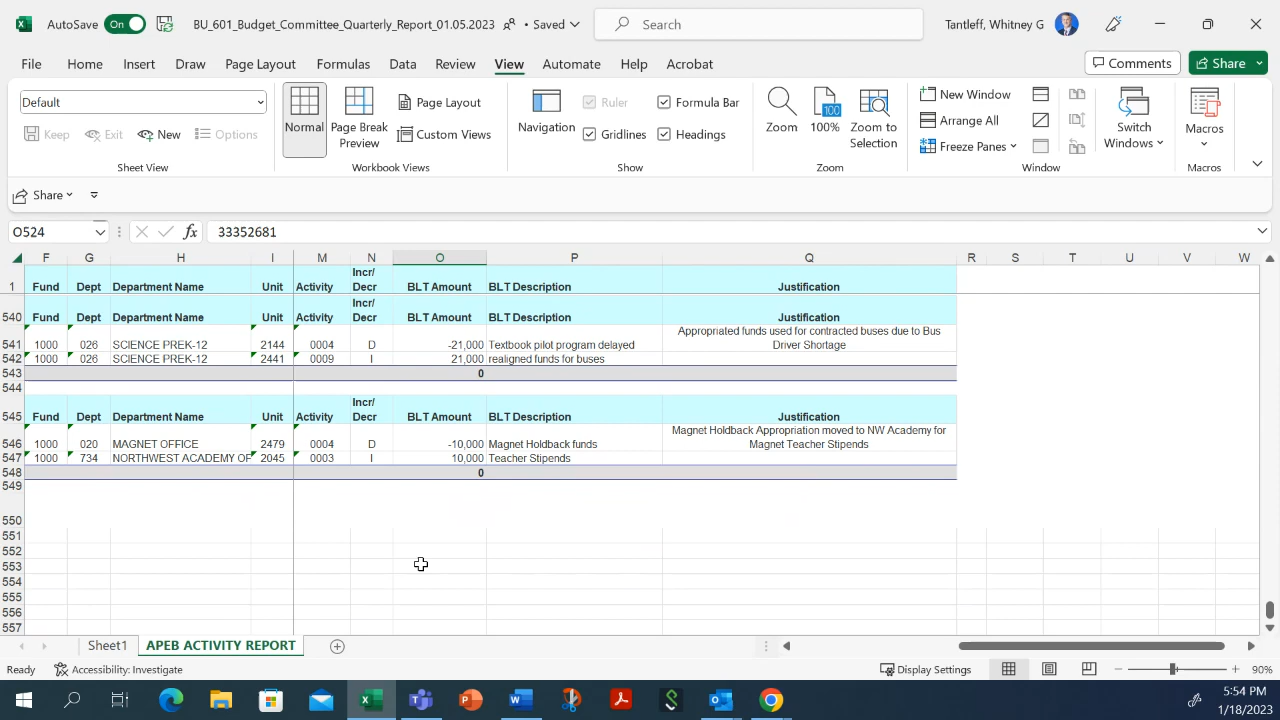 AutoSave On BU_601_Budget_Committee_Quarterly_Report_01.05.2023 • Saved Search Tantleff, Whitney G
File Home Insert Draw Page Layout Formulas Data Review View Automate Help Acrobat Comments Share
Default
Keep Exit New Options
Sheet View
Normal Page Break Preview Page Layout Custom Views
Workbook Views
Navigation Ruler Formula Bar
Gridlines Headings
Show
Zoom 100% Zoom to Selection
Zoom
New Window
Arrange All
Freeze Panes
Switch Windows
Window
Macros
Macros
Share
O524 fx 33352681
F G H I M N O P Q R S T U V W
1 Fund Dept Department Name Unit Activity Incr/ Decr BLT Amount BLT Description Justification
540 Fund Dept Department Name Unit Activity Incr/ Decr BLT Amount BLT Description Justification
541 1000 026 SCIENCE PREK-12 2144 0004 D -21,000 Textbook pilot program delayed Appropriated funds used for contracted buses due to Bus Driver Shortage
542 1000 026 SCIENCE PREK-12 2441 0009 I 21,000 realigned funds for buses
543 0
544
545 Fund Dept Department Name Unit Activity Incr/ Decr BLT Amount BLT Description Justification
546 1000 020 MAGNET OFFICE 2479 0004 D -10,000 Magnet Holdback funds Magnet Holdback Appropriation moved to NW Academy for Magnet Teacher Stipends
547 1000 734 NORTHWEST ACADEMY OF 2045 0003 I 10,000 Teacher Stipends
548 0
549
550
551
552
553
554
555
556
557
Sheet1 APEB ACTIVITY REPORT
Ready Accessibility: Investigate Display Settings 90%
5:54 PM
1/18/2023